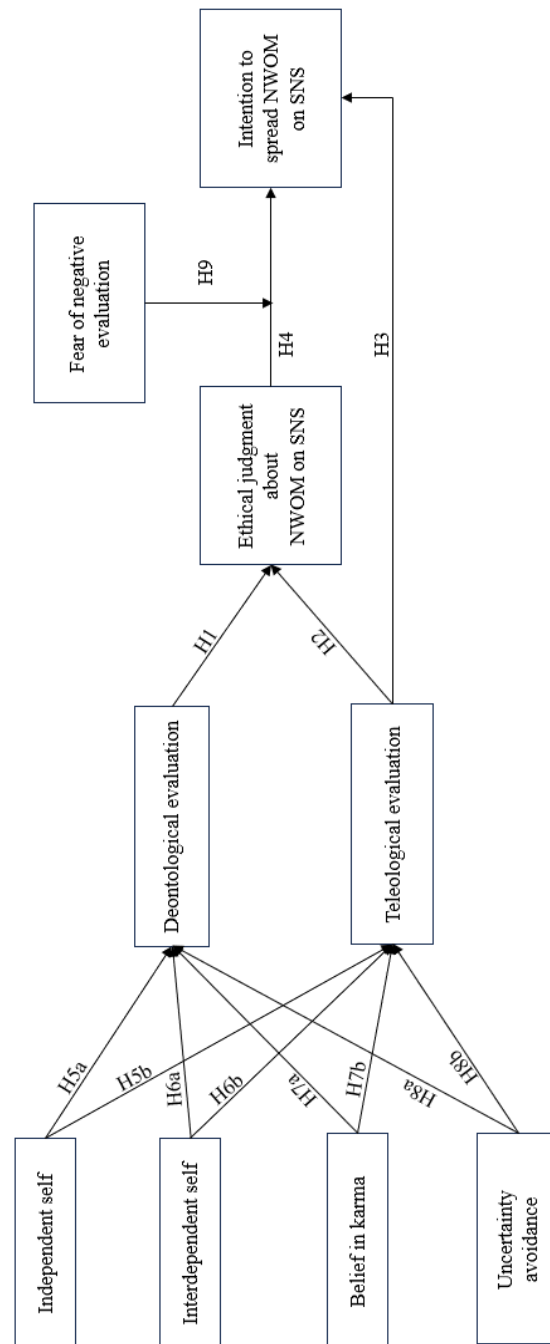 Independent self
Interdependent self
Belief in karma
Uncertainty
avoidance
H5a
H5b
H6a
H6b
H7a
H7b
H8a
H8b
Deontological evaluation
Teleological evaluation
H1
H2
Ethical judgment
about
NWOM on SNS
Fear of negative
evaluation
H9
H4
H3
Intention to
spread NWOM
on SNS